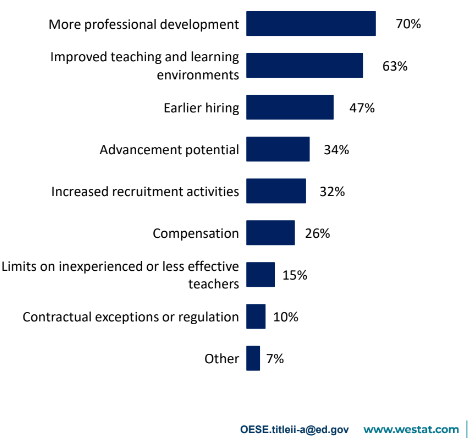 More professional development 70%
Improved teaching and learning
environments 63%
Earlier hiring 47%
Advancement potential 34%
Increased recruitment activities 32%
Compensation 26%
Limits on inexperienced or less effective
teachers 15%
Contractual exceptions or regulation 10%
Other 7%
OESE.titleii-a@ed.gov www.westat.com